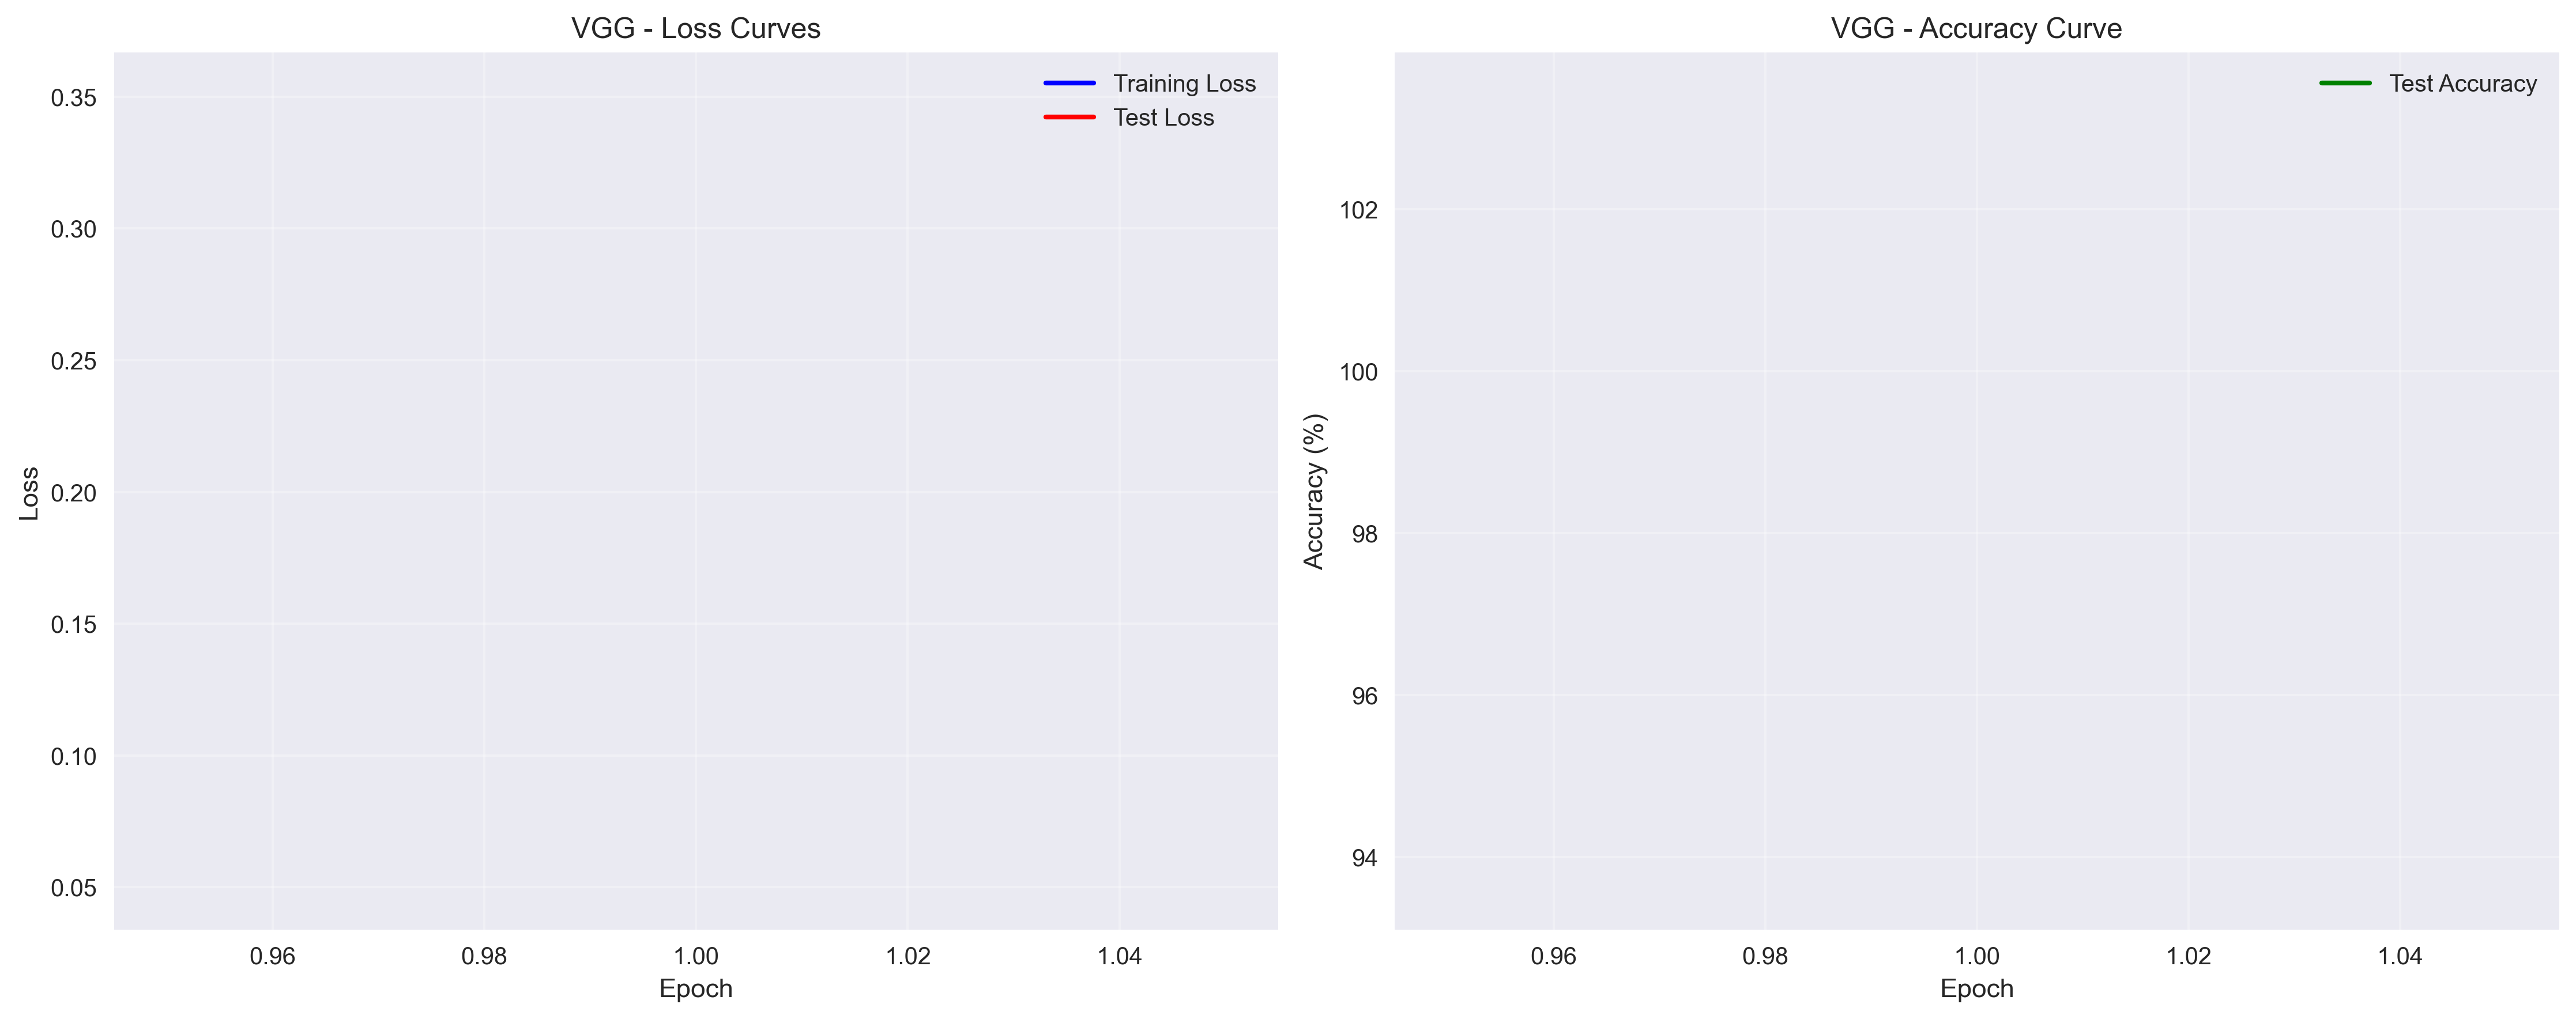 VGG - Loss Curves
Training Loss
Test Loss
0.35
0.30
0.25
0.20
0.15
0.10
0.05
Loss
0.96 0.98 1.00 1.02 1.04
Epoch
VGG - Accuracy Curve
Test Accuracy
102
100
98
96
94
Accuracy (%)
0.96 0.98 1.00 1.02 1.04
Epoch